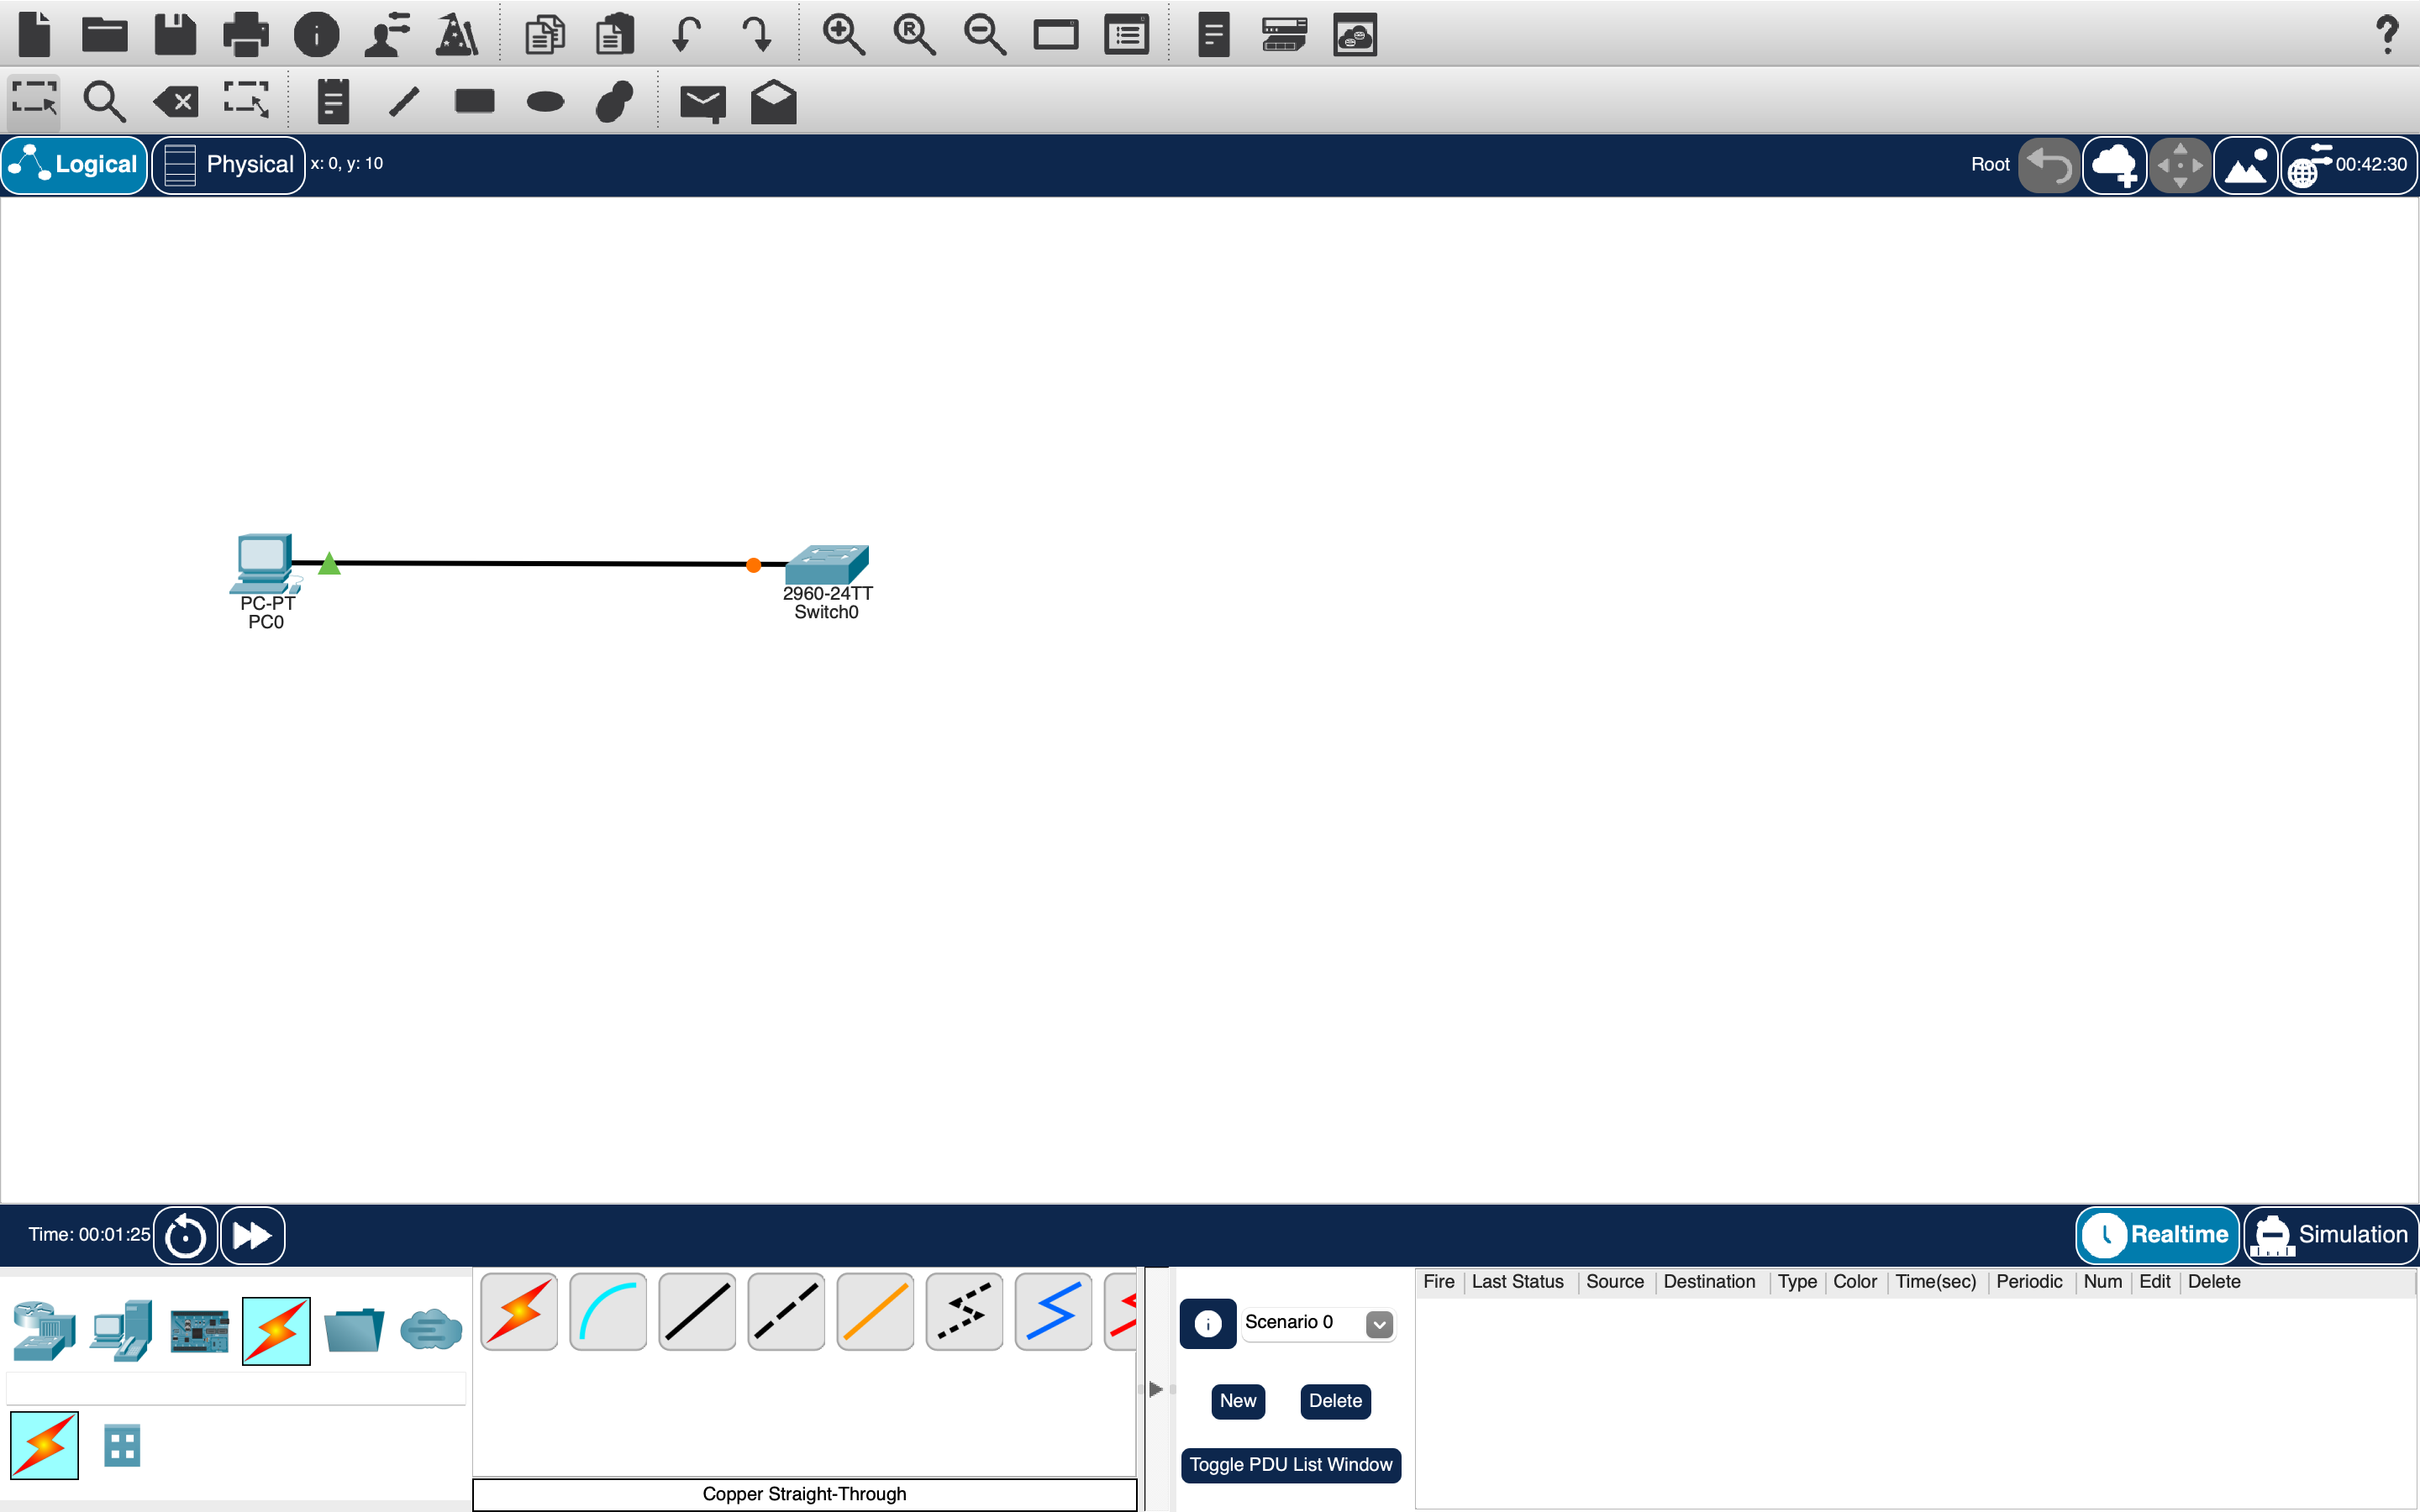 Logical
Physical
x: 0, y: 10
Root
00:42:30
PC-PT
PC0
2960-24TT
Switch0
Time: 00:01:25
Realtime
Simulation
Scenario 0
New
Delete
Toggle PDU List Window
Fire Last Status Source Destination Type Color Time(sec) Periodic Num Edit Delete
Copper Straight-Through